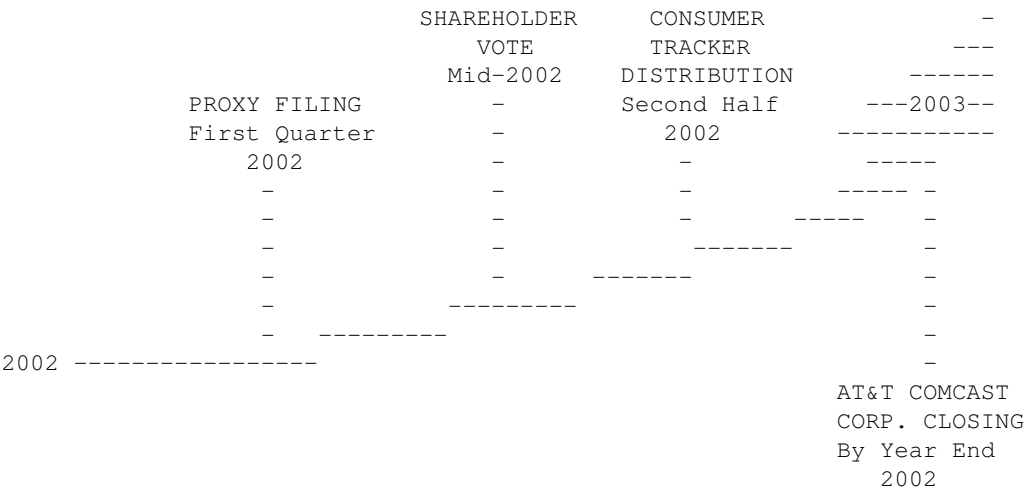 SHAREHOLDER CONSUMER -
VOTE TRACKER ---
Mid-2002 DISTRIBUTION ------
PROXY FILING - Second Half ---2003--
First Quarter - 2002 -----------
2002 - - -----
- - - ----- -
- - - ----- -
- - ------- -
- - ------- -
- --------- -
- --------- -
2002 ----------------- -
AT&T COMCAST
CORP. CLOSING
By Year End
2002